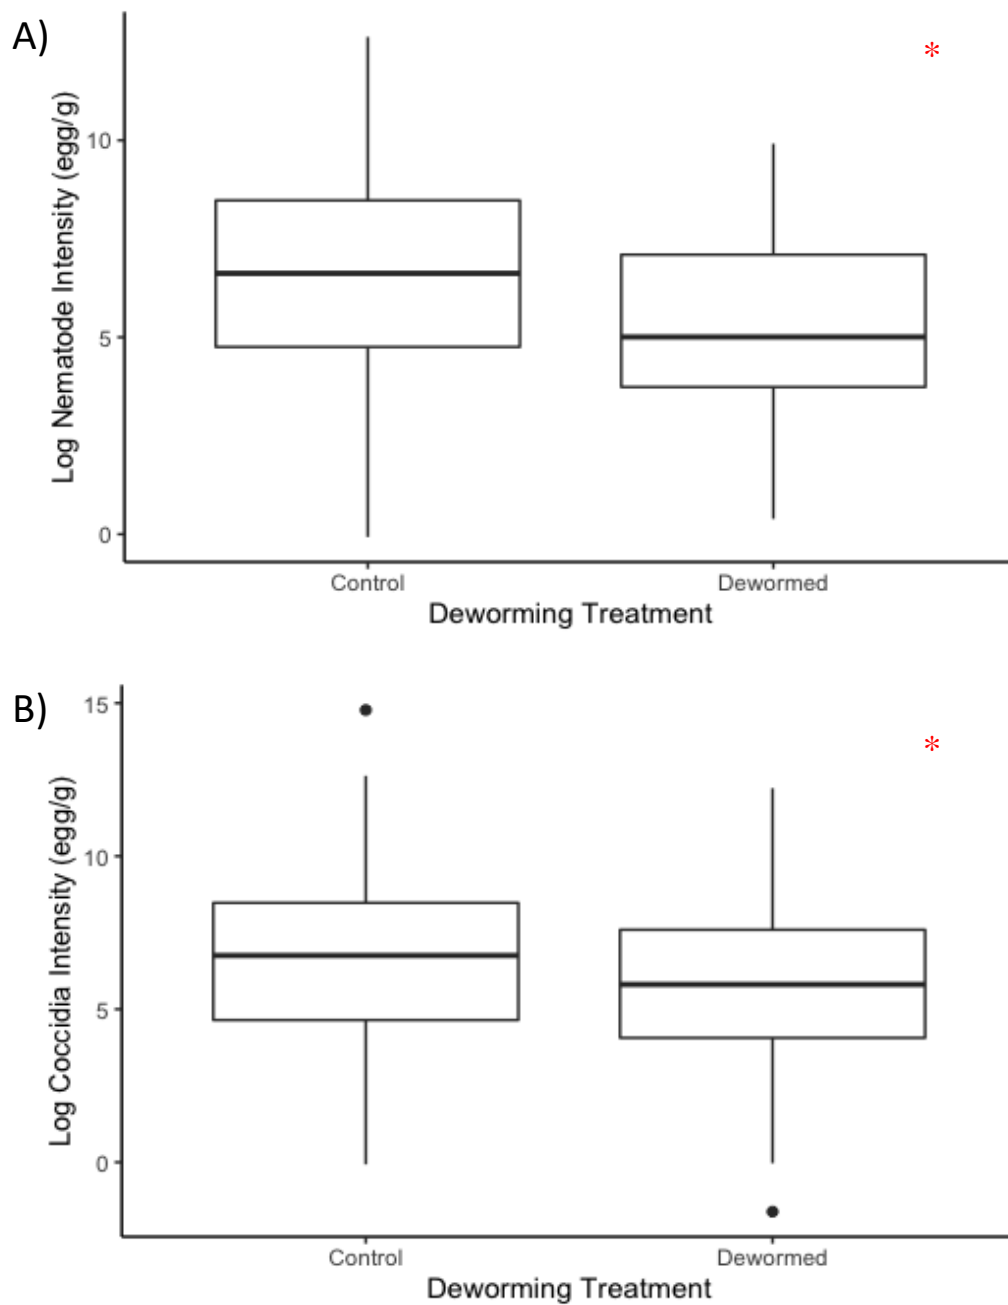 A)
*
Log Nematode Intensity (egg/g)
10
5
0
Control Dewormed
Deworming Treatment
B)
*
Log Coccidia Intensity (egg/g)
15
10
5
0
Control Dewormed
Deworming Treatment